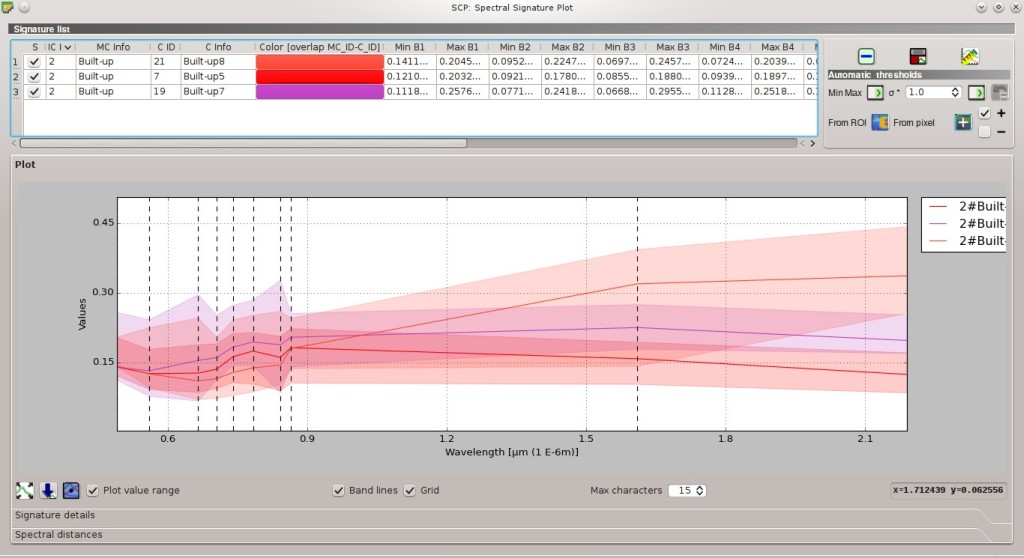 SCP: Spectral Signature Plot
Signature list
S MC I MC Info C ID C Info Color [overlap MC_ID-C_ID] Min B1 Max B1 Min B2 Max B2 Min B3 Max B3 Min B4 Max B4
1 2 Built-up 21 Built-up8 0.1411... 0.2045... 0.0952... 0.2247... 0.0697... 0.2457... 0.0724... 0.2039...
2 2 Built-up 7 Built-up5 0.1210... 0.2032... 0.0921... 0.1780... 0.0855... 0.1880... 0.0939... 0.1897...
3 2 Built-up 19 Built-up7 0.1118... 0.2576... 0.0771... 0.2418... 0.0668... 0.2955... 0.1128... 0.2518...
Automatic thresholds
Min Max σ * 1.0
From ROI From pixel + + −
Plot
0.45
0.30
0.15
Values
2#Built-
2#Built-
2#Built-
0.6 0.9 1.2 1.5 1.8 2.1
Wavelength [µm (1 E-6m)]
Plot value range Band lines Grid Max characters 15 x=1.712439 y=0.062556
Signature details
Spectral distances